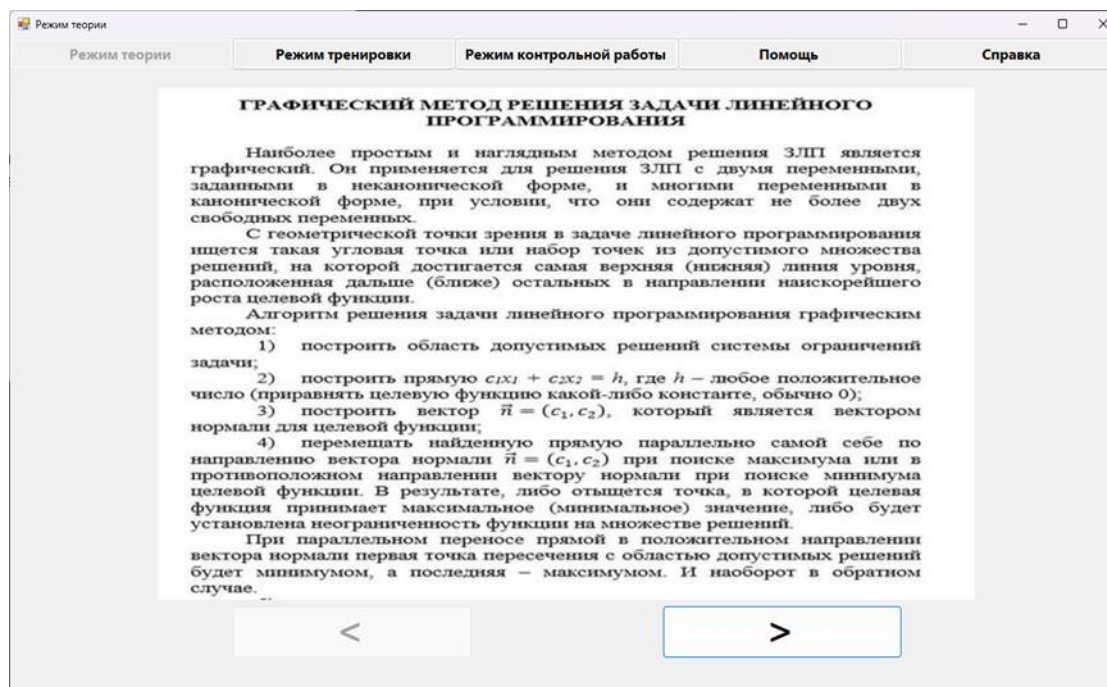 Режим теории
Режим теории Режим тренировки Режим контрольной работы Помощь Справка
ГРАФИЧЕСКИЙ МЕТОД РЕШЕНИЯ ЗАДАЧИ ЛИНЕЙНОГО
ПРОГРАММИРОВАНИЯ
Наиболее простым и наглядным методом решения ЗЛП является
графический. Он применяется для решения ЗЛП с двумя переменными,
заданными в неканонической форме, и многими переменными в
канонической форме, при условии, что они содержат не более двух
свободных переменных.
С геометрической точки зрения в задаче линейного программирования
ищется такая угловая точка или набор точек из допустимого множества
решений, на которой достигается самая верхняя (нижняя) линия уровня,
расположенная дальше (ближе) остальных в направлении наискорейшего
роста целевой функции.
Алгоритм решения задачи линейного программирования графическим
методом:
1) построить область допустимых решений системы ограничений
задачи;
2) построить прямую c₁x₁ + c₂x₂ = h, где h – любое положительное
число (приравнять целевую функцию какой-либо константе, обычно 0);
3) построить вектор n⃗ = (c₁, c₂), который является вектором
нормали для целевой функции;
4) перемещать найденную прямую параллельно самой себе по
направлению вектора нормали n⃗ = (c₁, c₂) при поиске максимума или в
противоположном направлении вектору нормали при поиске минимума
целевой функции. В результате, либо отыщется точка, в которой целевая
функция принимает максимальное (минимальное) значение, либо будет
установлена неограниченность функции на множестве решений.
При параллельном переносе прямой в положительном направлении
вектора нормали первая точка пересечения с областью допустимых решений
будет минимумом, а последняя – максимумом. И наоборот в обратном
случае.
< >